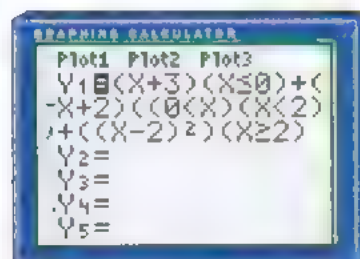 GRAPHING CALCULATOR
Plot1 Plot2 Plot3
Y1=(X+3)(X≤0)+(
-X+2)((0<X)(X<2)
)+((X-2)²)(X≥2)
Y2=
Y3=
Y4=
Y5=